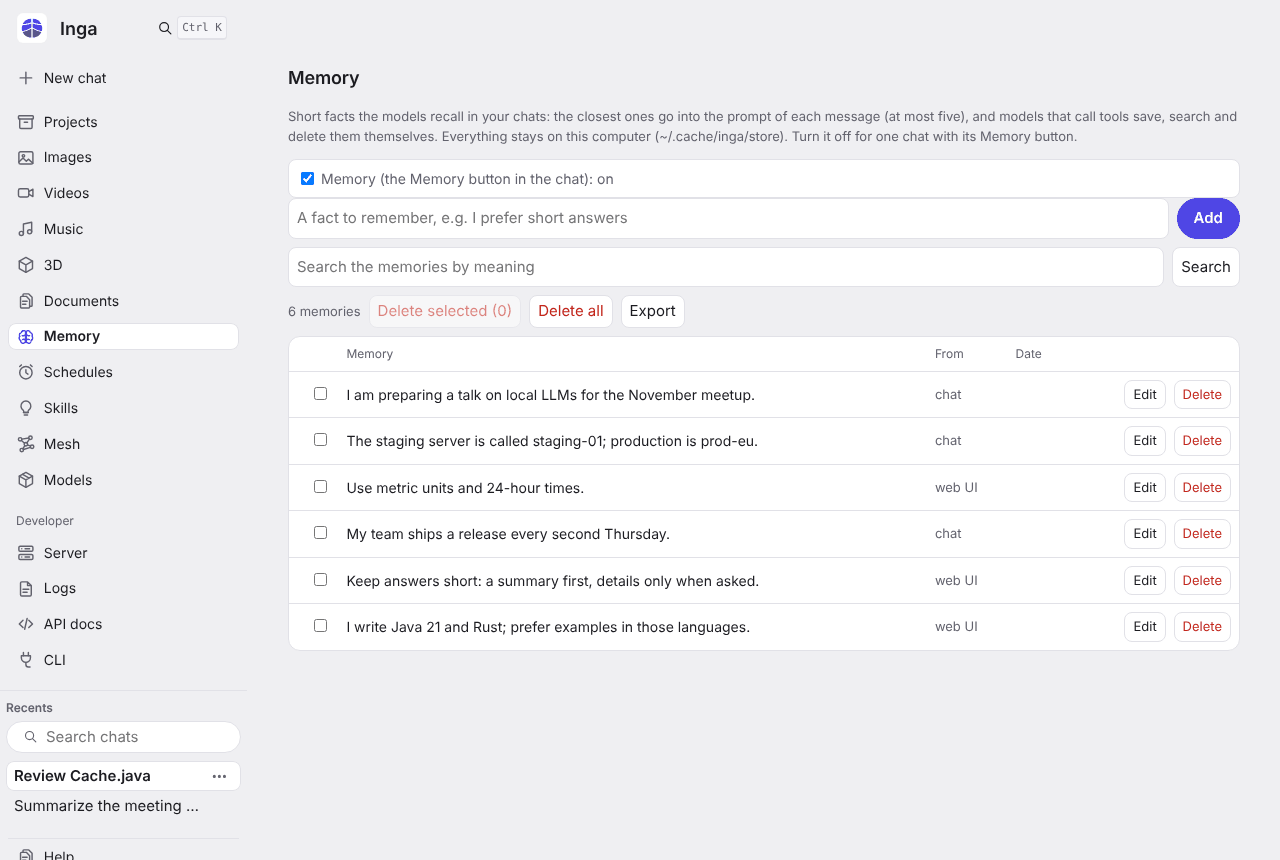 Inga
Ctrl K
New chat
Projects
Images
Videos
Music
3D
Documents
Memory
Schedules
Skills
Mesh
Models
Developer
Server
Logs
API docs
CLI
Recents
Search chats
Review Cache.java
Summarize the meeting ...
Help
Memory
Short facts the models recall in your chats: the closest ones go into the prompt of each message (at most five), and models that call tools save, search and
delete them themselves. Everything stays on this computer (~/.cache/inga/store). Turn it off for one chat with its Memory button.
Memory (the Memory button in the chat): on
A fact to remember, e.g. I prefer short answers
Add
Search the memories by meaning
Search
6 memories Delete selected (0) Delete all Export
Memory From Date
I am preparing a talk on local LLMs for the November meetup. chat Edit Delete
The staging server is called staging-01; production is prod-eu. chat Edit Delete
Use metric units and 24-hour times. web UI Edit Delete
My team ships a release every second Thursday. chat Edit Delete
Keep answers short: a summary first, details only when asked. web UI Edit Delete
I write Java 21 and Rust; prefer examples in those languages. web UI Edit Delete